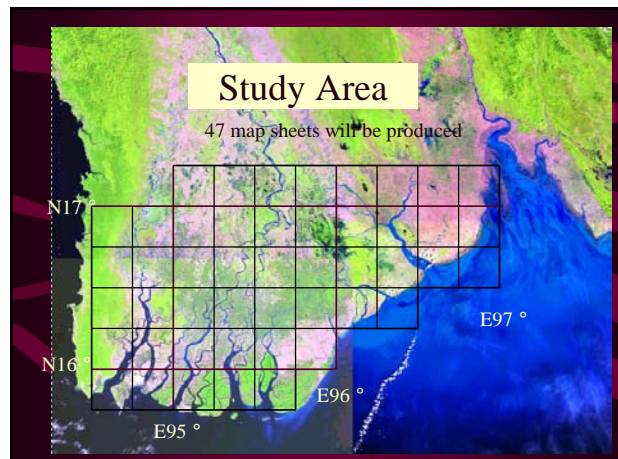 Study Area
47 map sheets will be produced
N17 °
E97 °
N16 °
E96 °
E95 °